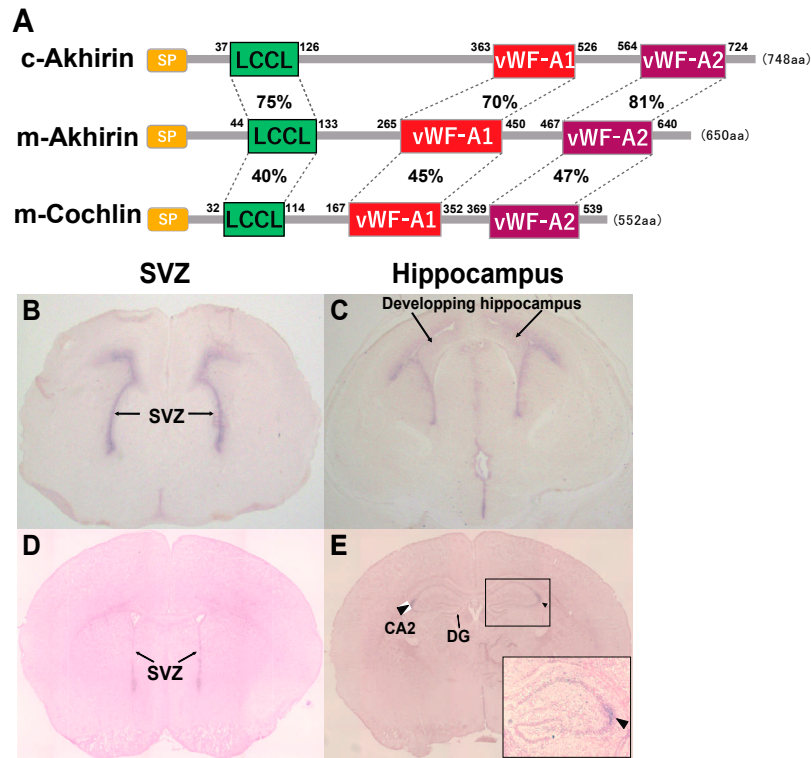 A
37 126 363 526 564 724
c-Akhirin SP LCCL vWF-A1 vWF-A2 (748aa)
75% 70% 81%
44 133 265 450 467 640
m-Akhirin SP LCCL vWF-A1 vWF-A2 (650aa)
40% 45% 47%
32 114 167 352 369 539
m-Cochlin SP LCCL vWF-A1 vWF-A2 (552aa)
SVZ Hippocampus
B
SVZ
C
Developping hippocampus
D
SVZ
E
CA2 DG